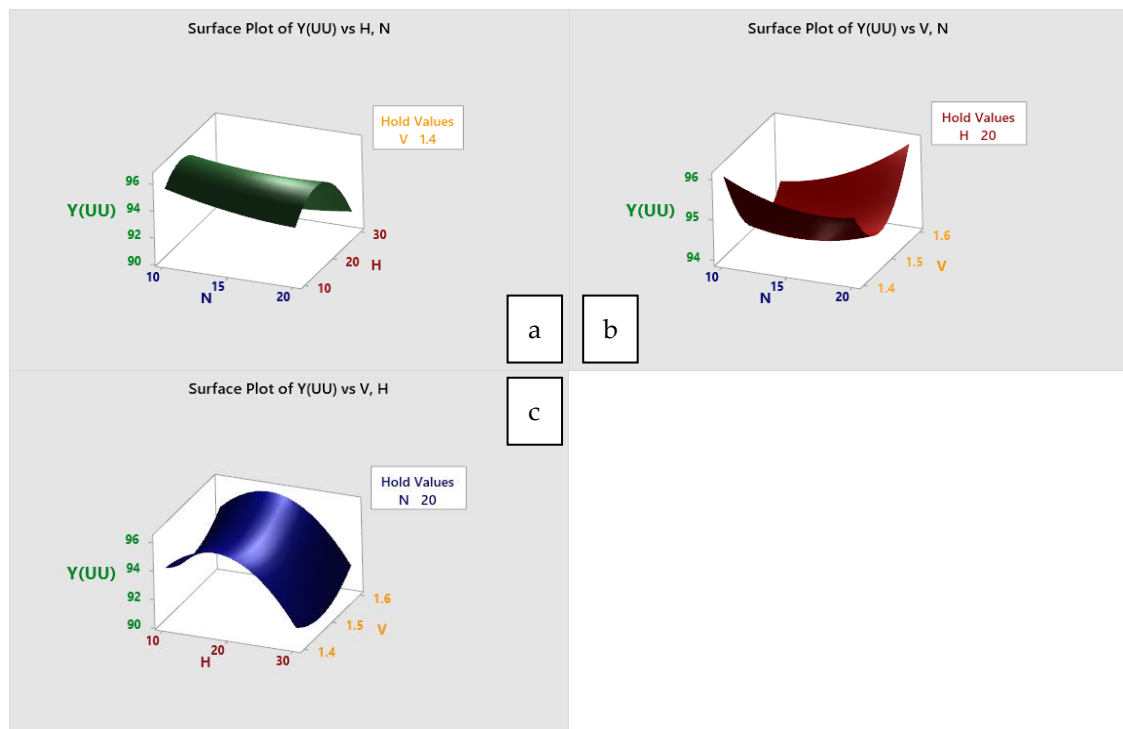 Surface Plot of Y(UU) vs H, N
Hold Values
V 1.4
96
94
92
90
Y(UU)
10
15
20
N
30
20
10
H
a
Surface Plot of Y(UU) vs V, N
Hold Values
H 20
96
95
94
Y(UU)
10
15
20
N
1.6
1.5
1.4
V
b
Surface Plot of Y(UU) vs V, H
c
Hold Values
N 20
96
94
92
90
Y(UU)
10
20
30
H
1.6
1.5
1.4
V